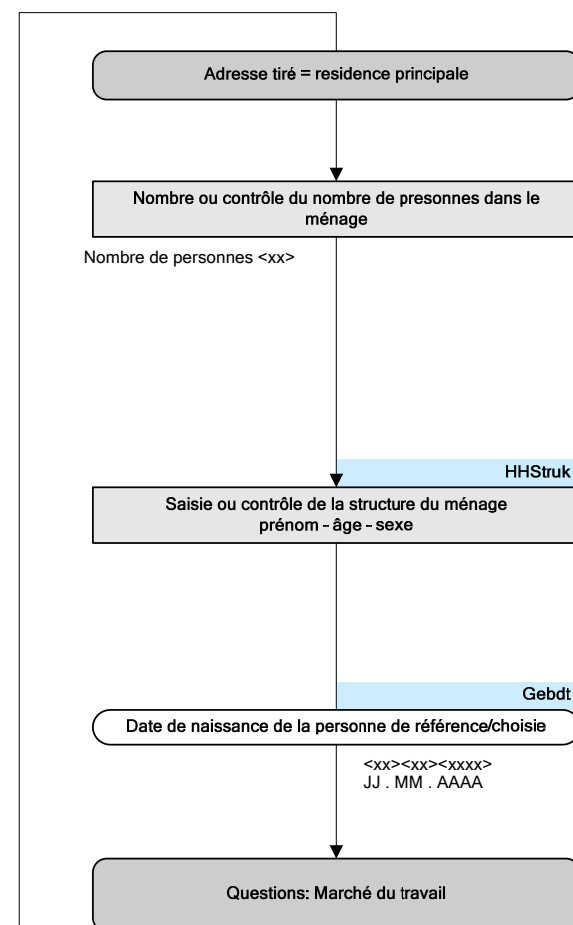 Adresse tiré = residence principale
Nombre ou contrôle du nombre de presonnes dans le
ménage
Nombre de personnes <xx>
HHStruk
Saisie ou contrôle de la structure du ménage
prénom - âge - sexe
Gebdt
Date de naissance de la personne de référence/choisie
<xx><xx><xxxx>
JJ . MM . AAAA
Questions: Marché du travail